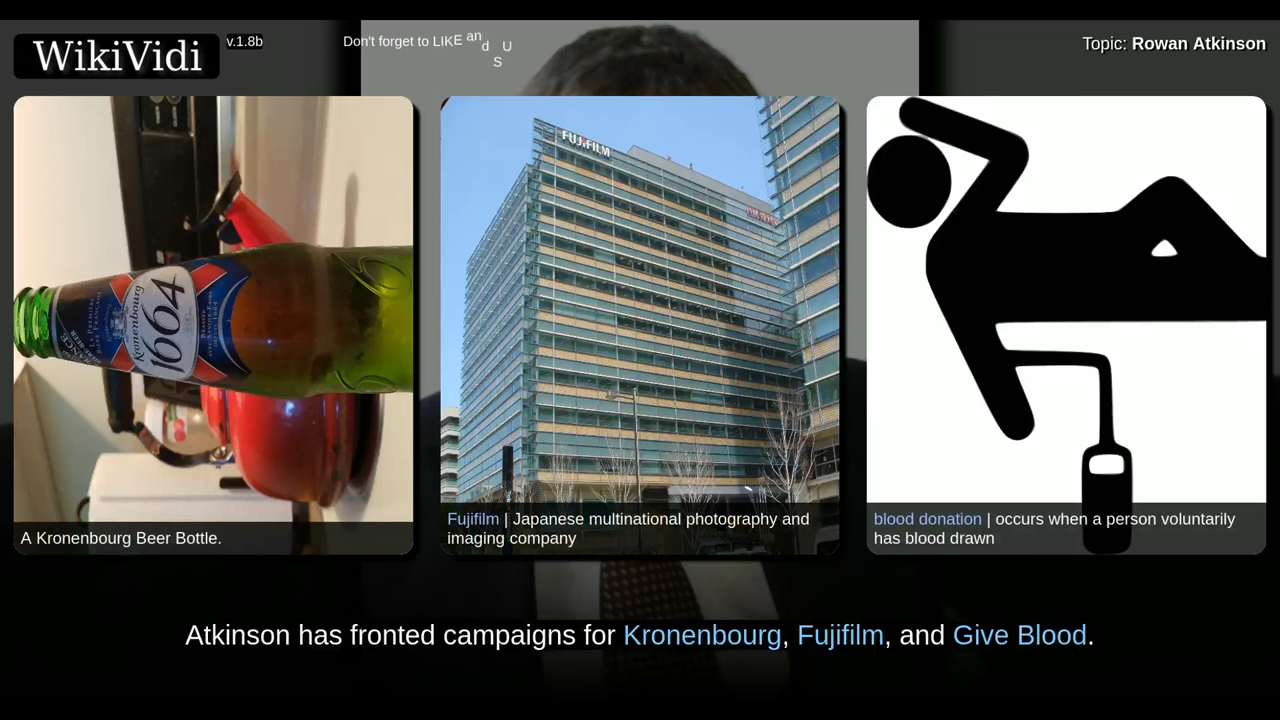 WikiVidi
v.1.8b
Don't forget to LIKE and
U
S
Topic: Rowan Atkinson
Kronenbourg
1664
FUJIFILM
A Kronenbourg Beer Bottle.
Fujifilm | Japanese multinational photography and
imaging company
blood donation | occurs when a person voluntarily
has blood drawn
Atkinson has fronted campaigns for Kronenbourg, Fujifilm, and Give Blood.